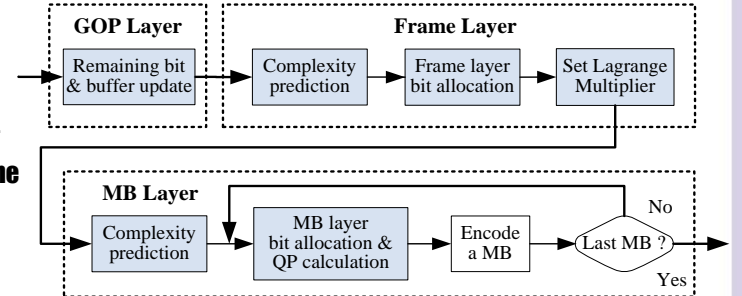 GOP Layer
Frame Layer
Remaining bit
& buffer update
Complexity
prediction
Frame layer
bit allocation
Set Lagrange
Multiplier
MB Layer
Complexity
prediction
MB layer
bit allocation &
QP calculation
Encode
a MB
Last MB ?
No
Yes